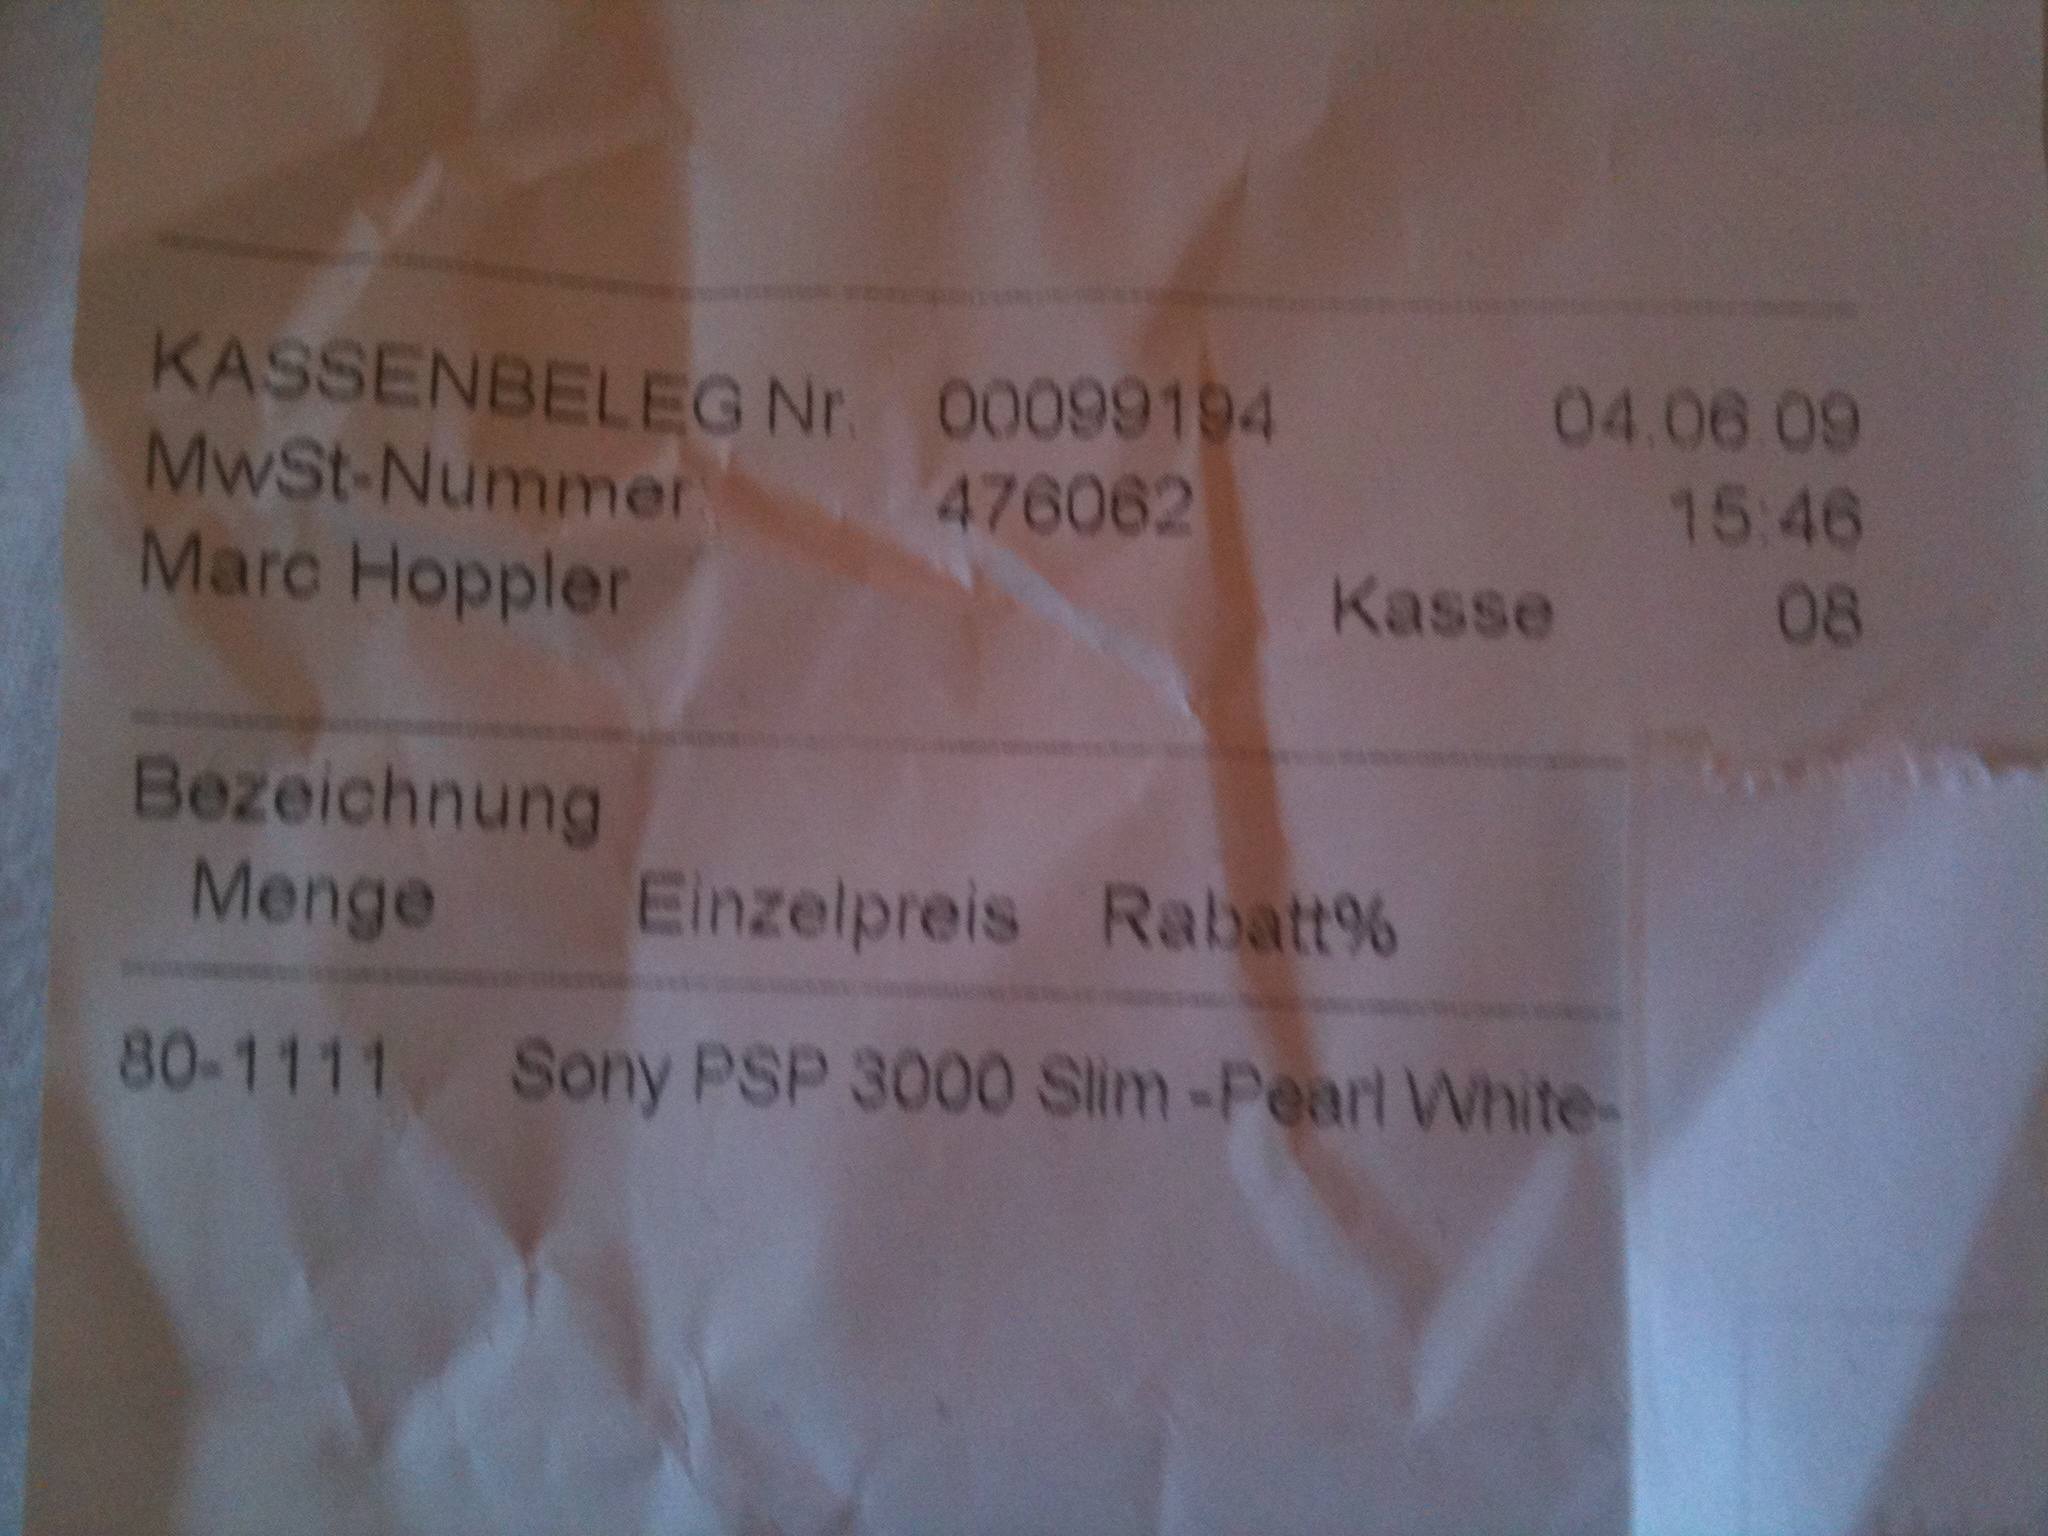 KASSENBELEG Nr. 00099194 04.06.09
MwSt-Nummer 476062 15:46
Marc Hoppler Kasse 08
Bezeichnung
Menge Einzelpreis Rabatt%
80-1111 Sony PSP 3000 Slim -Pearl White-